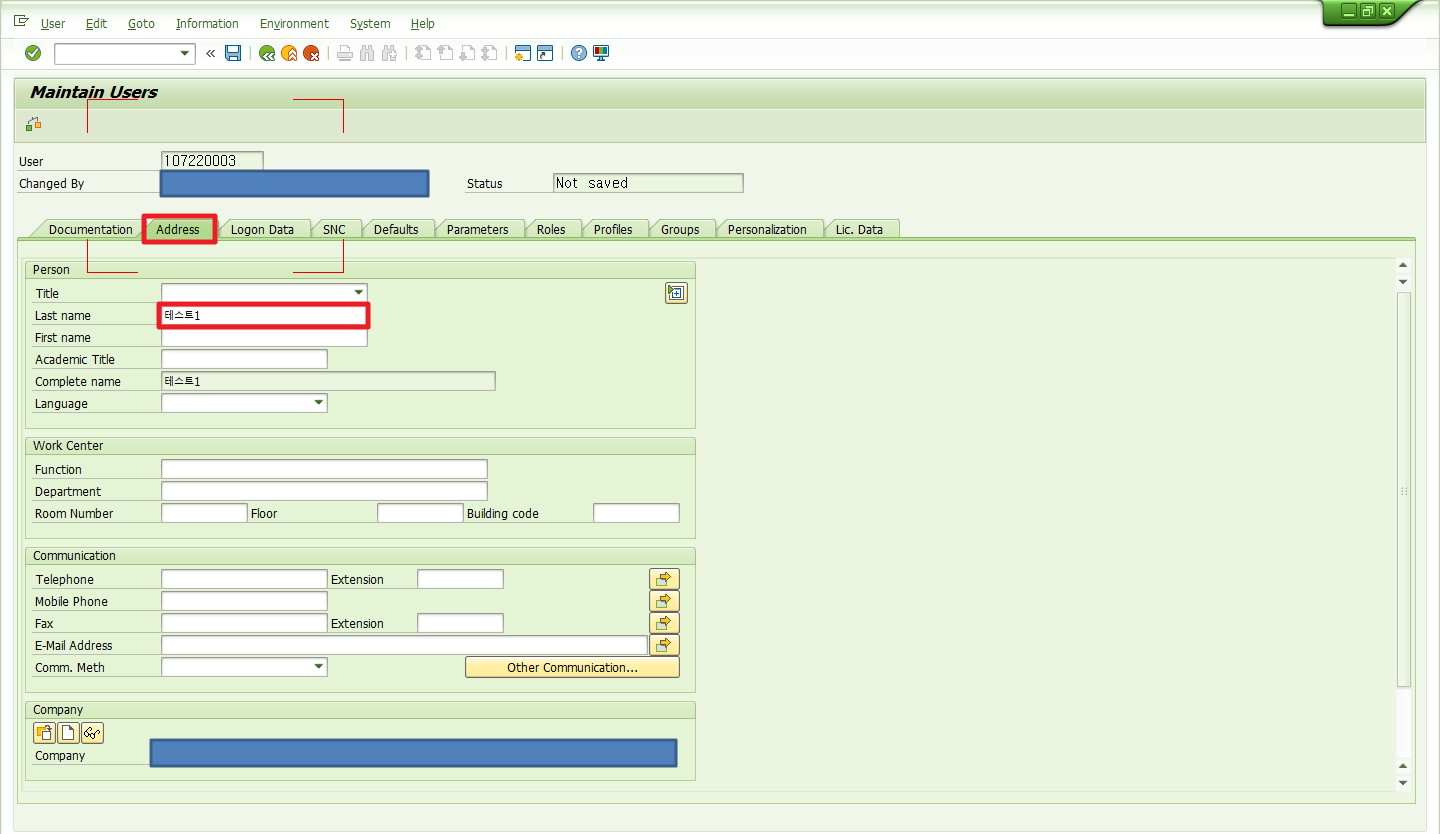 User Edit Goto Information Environment System Help
Maintain Users
User 107220003
Changed By Status Not saved
Documentation Address Logon Data SNC Defaults Parameters Roles Profiles Groups Personalization Lic. Data
Person
Title
Last name 테스트1
First name
Academic Title
Complete name 테스트1
Language
Work Center
Function
Department
Room Number Floor Building code
Communication
Telephone Extension
Mobile Phone
Fax Extension
E-Mail Address
Comm. Meth Other Communication...
Company
Company